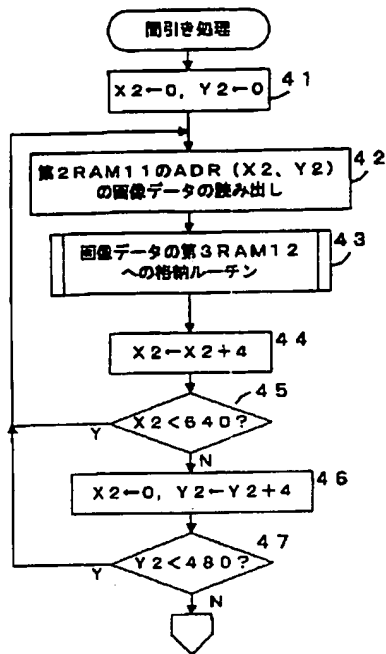 間引き処理
X2←0, Y2←0
41
第2RAM11のADR(X2、Y2)
の画像データの読み出し
42
画像データの第3RAM12
への格納ルーチン
43
X2←X2+4
44
X2<640?
45
Y
N
X2←0, Y2←Y2+4
46
Y2<480?
47
Y
N